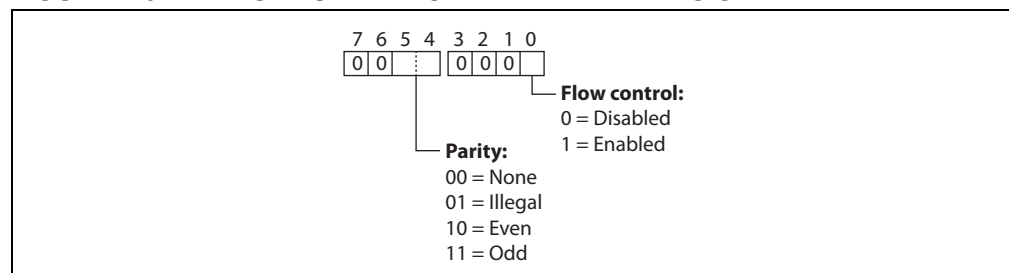 7 6 5 4 3 2 1 0
0 0 0 0 0
Flow control:
0 = Disabled
1 = Enabled
Parity:
00 = None
01 = Illegal
10 = Even
11 = Odd